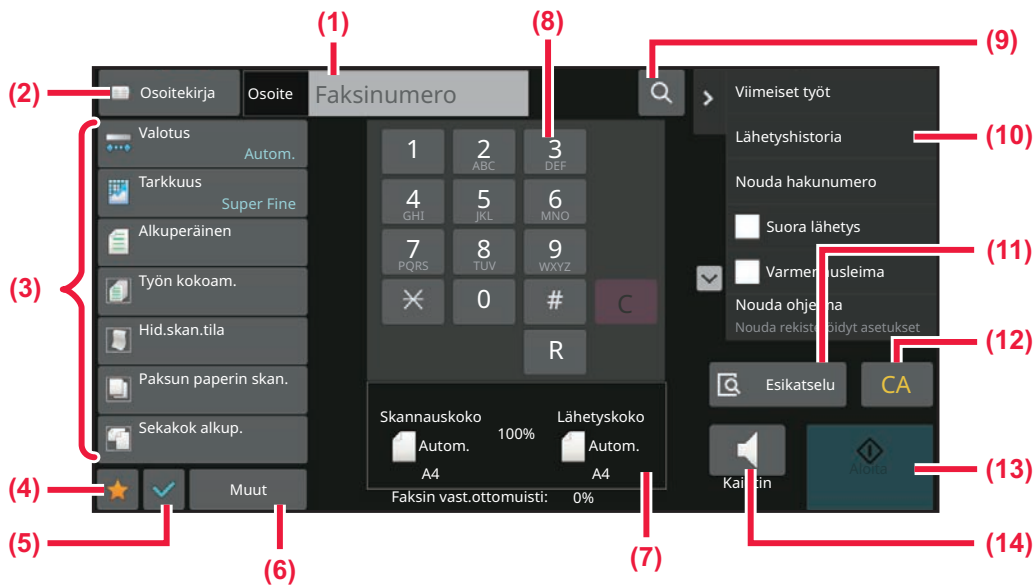 (1)
(8)
(9)
(2)
Osoitekirja
Osoite
Faksinumero
Viimeiset työt
(3)
Valotus
Autom.
Tarkkuus
Super Fine
Alkuperäinen
Työn kokoam.
Hid.skan.tila
Paksun paperin skan.
Sekakok alkup.
1
2
ABC
3
DEF
4
GHI
5
JKL
6
MNO
7
PQRS
8
TUV
9
WXYZ
0
#
C
R
Lähetyshistoria
(10)
Nouda hakunumero
Suora lähetys
(11)
Nouda
Nouda asetukset
(12)
Esikatselu
CA
Skannauskoko
Lähetyskoko
Autom.
100%
Autom.
A4
A4
Faksin vast.ottomuisti: 0%
(4)
Muut
Aloita
(13)
(5)
(6)
(7)
(14)